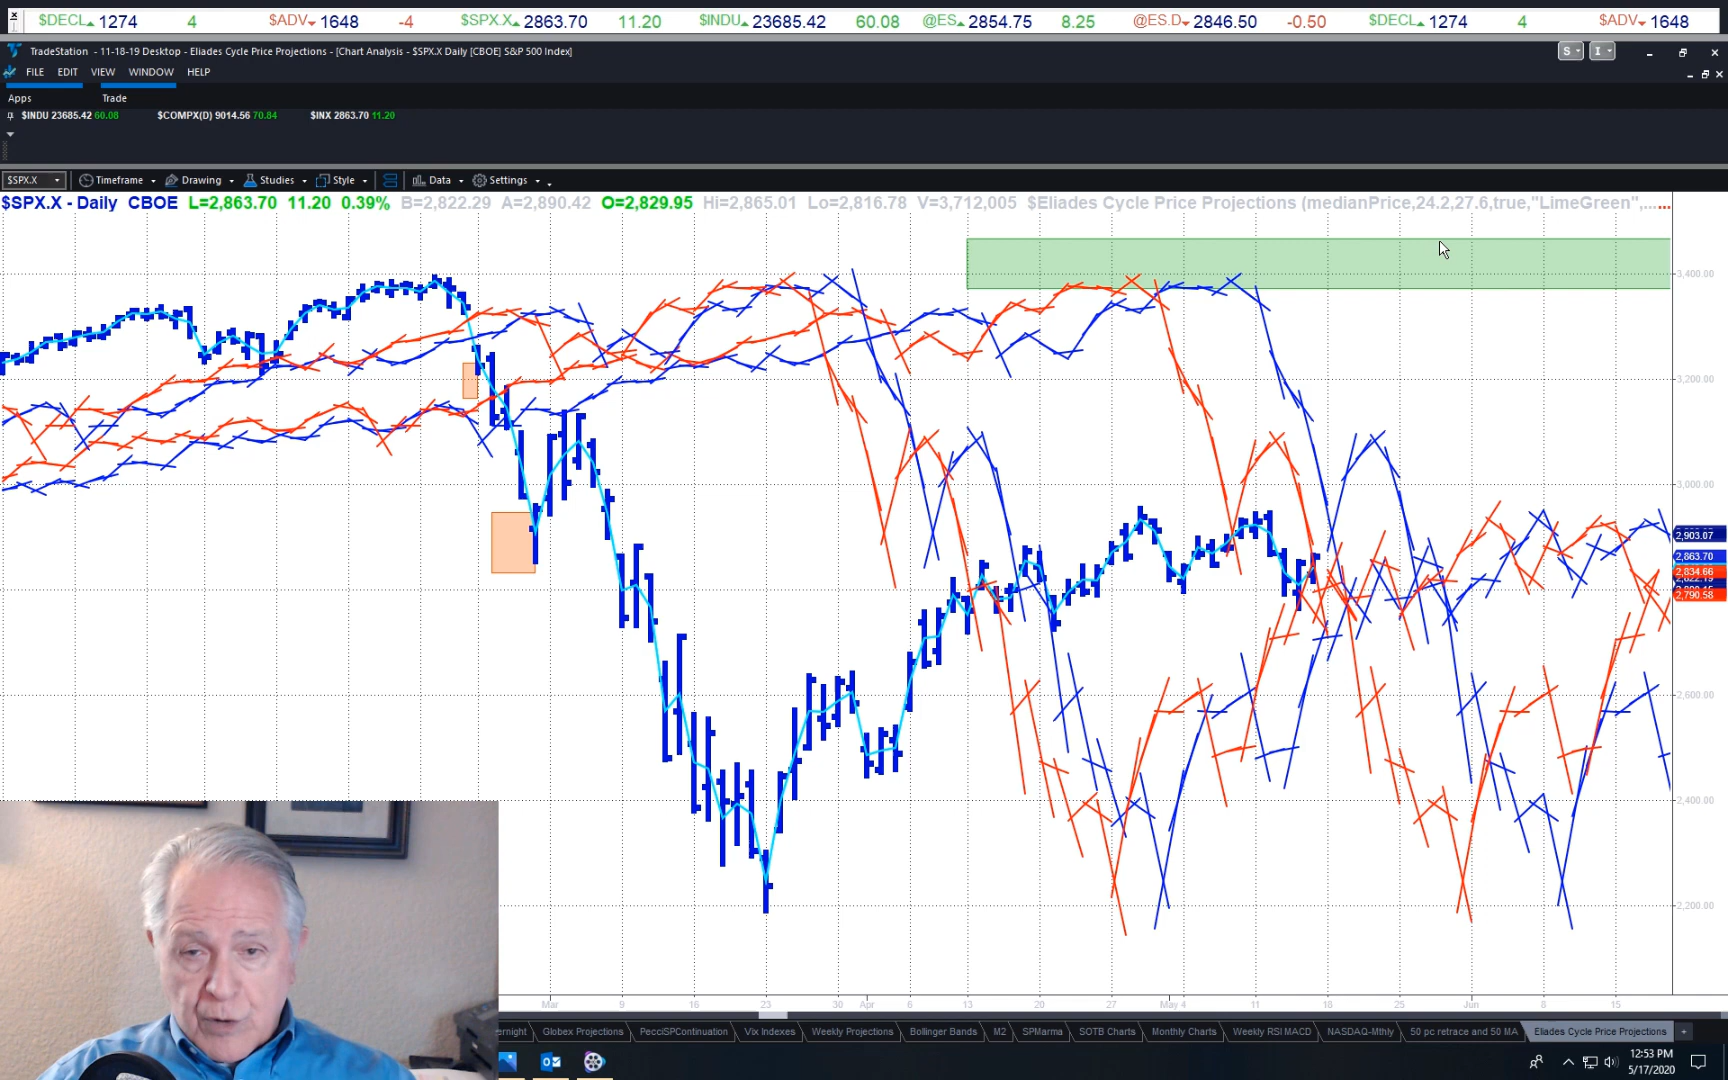 $DECL 1274 4 $ADV 1648 -4 $SPX.X 2863.70 11.20 $INDU 23685.42 60.08 @ES 2854.75 8.25 @ES.D 2846.50 -0.50 $DECL 1274 4 $ADV 1648
TradeStation - 11-18-19 Desktop - Eliades Cycle Price Projections - [Chart Analysis - $SPX.X Daily [CBOE] S&P 500 Index]
S I
FILE EDIT VIEW WINDOW HELP
Apps Trade
$INDU 23685.42 60.08 $COMPX(D) 9014.56 70.84 $INX 2863.70 11.20
$SPX.X Timeframe Drawing Studies Style Data Settings
$SPX.X - Daily CBOE L=2,863.70 11.20 0.39% B=2,822.29 A=2,890.42 O=2,829.95 Hi=2,865.01 Lo=2,816.78 V=3,712,005 $Eliades Cycle Price Projections (medianPrice,24.2,27.6,true,"LimeGreen",...
3,400.00
3,200.00
3,000.00
2,903.07
2,863.70
2,834.66
2,790.58
2,600.00
2,400.00
2,200.00
Mar 9 16 23 30 Apr 6 13 20 27 May 4 11 18 25 Jun 8 15
ernight Globex Projections PecciSPContinuation Vix Indexes Weekly Projections Bollinger Bands M2 SPMarma SOTB Charts Monthly Charts Weekly RSI MACD NASDAQ-Mthly 50 pc retrace and 50 MA Eliades Cycle Price Projections +
12:53 PM
5/17/2020